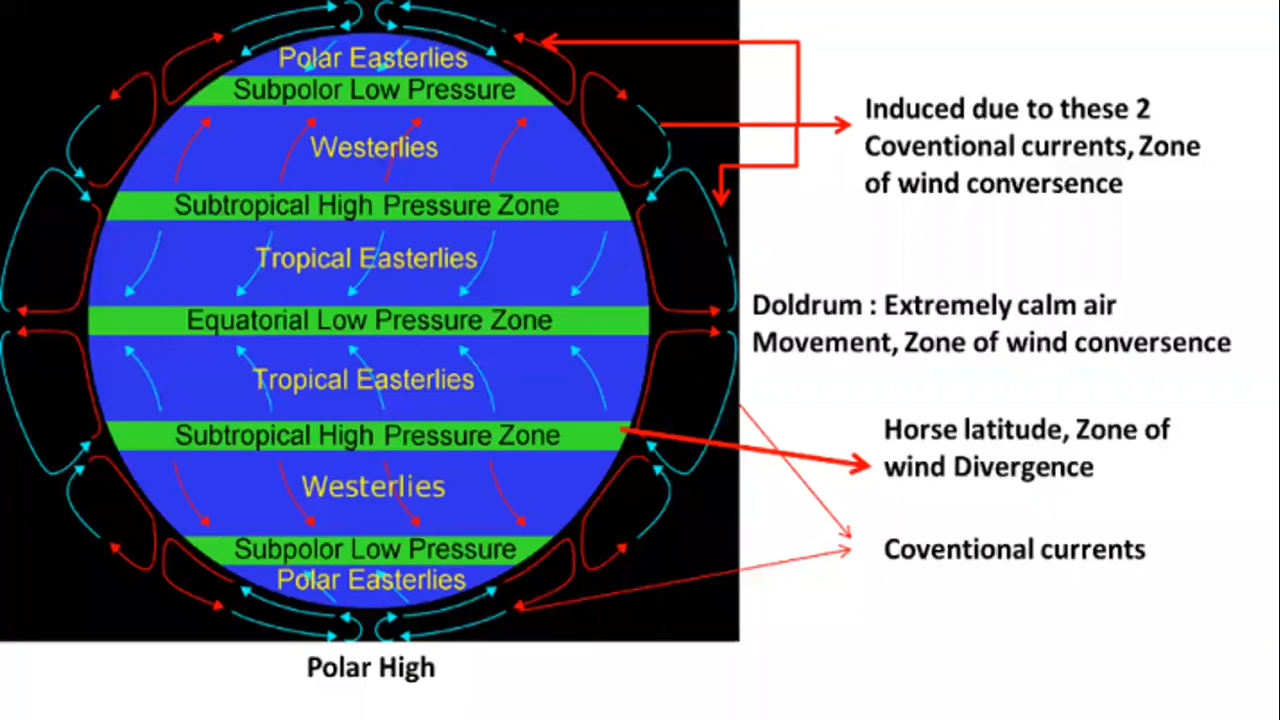 Polar Easterlies
Subpolor Low Pressure
Westerlies
Subtropical High Pressure Zone
Tropical Easterlies
Equatorial Low Pressure Zone
Tropical Easterlies
Subtropical High Pressure Zone
Westerlies
Subpolor Low Pressure
Polar Easterlies
Polar High
Induced due to these 2
Coventional currents, Zone
of wind conversence
Doldrum : Extremely calm air
Movement, Zone of wind conversence
Horse latitude, Zone of
wind Divergence
Coventional currents